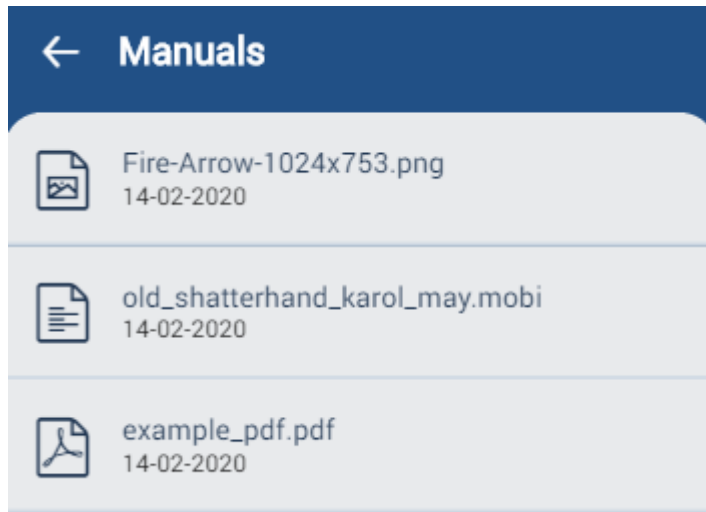 Manuals
Fire-Arrow-1024x753.png
14-02-2020
old_shatterhand_karol_may.mobi
14-02-2020
example_pdf.pdf
14-02-2020